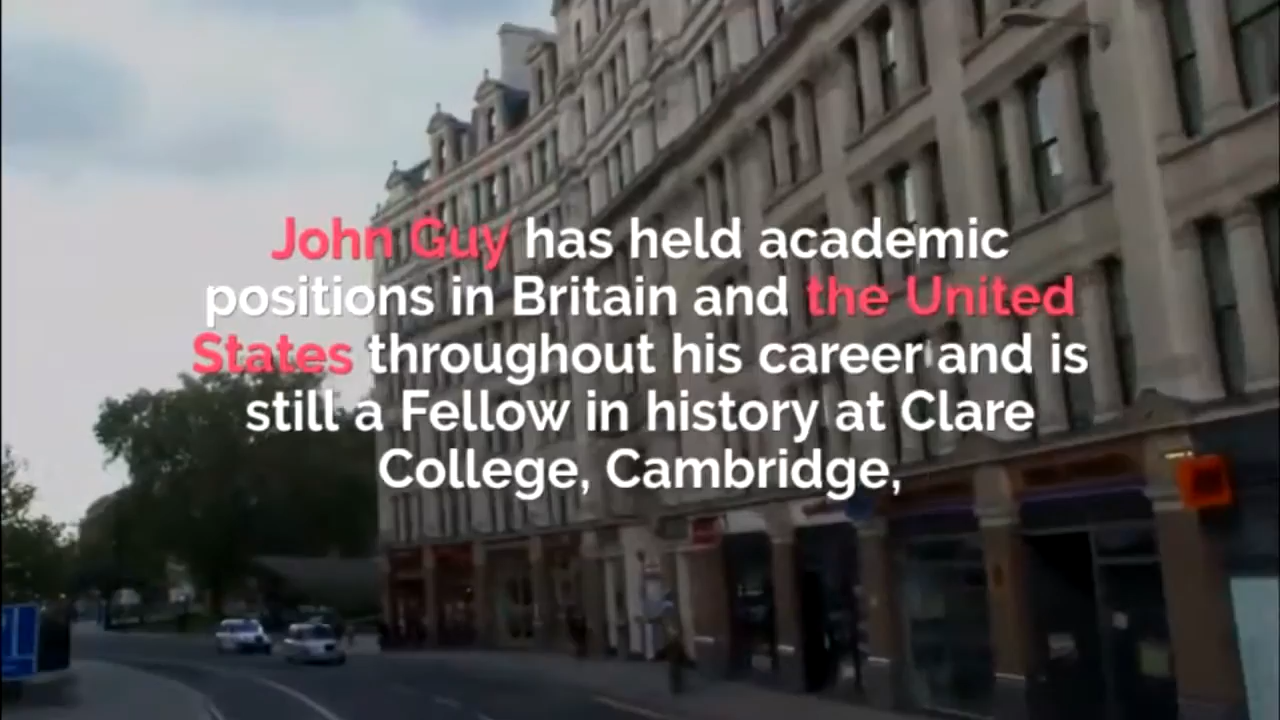 John Guy has held academic
positions in Britain and the United
States throughout his career and is
still a Fellow in history at Clare
College, Cambridge,